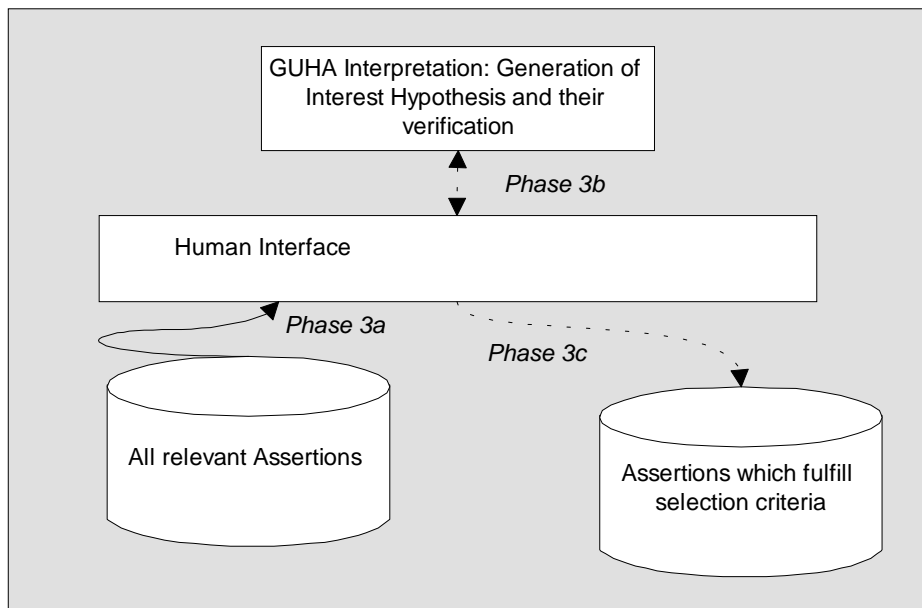 GUHA Interpretation: Generation of
Interest Hypothesis and their
verification
Phase 3b
Human Interface
Phase 3a
Phase 3c
All relevant Assertions
Assertions which fulfill
selection criteria